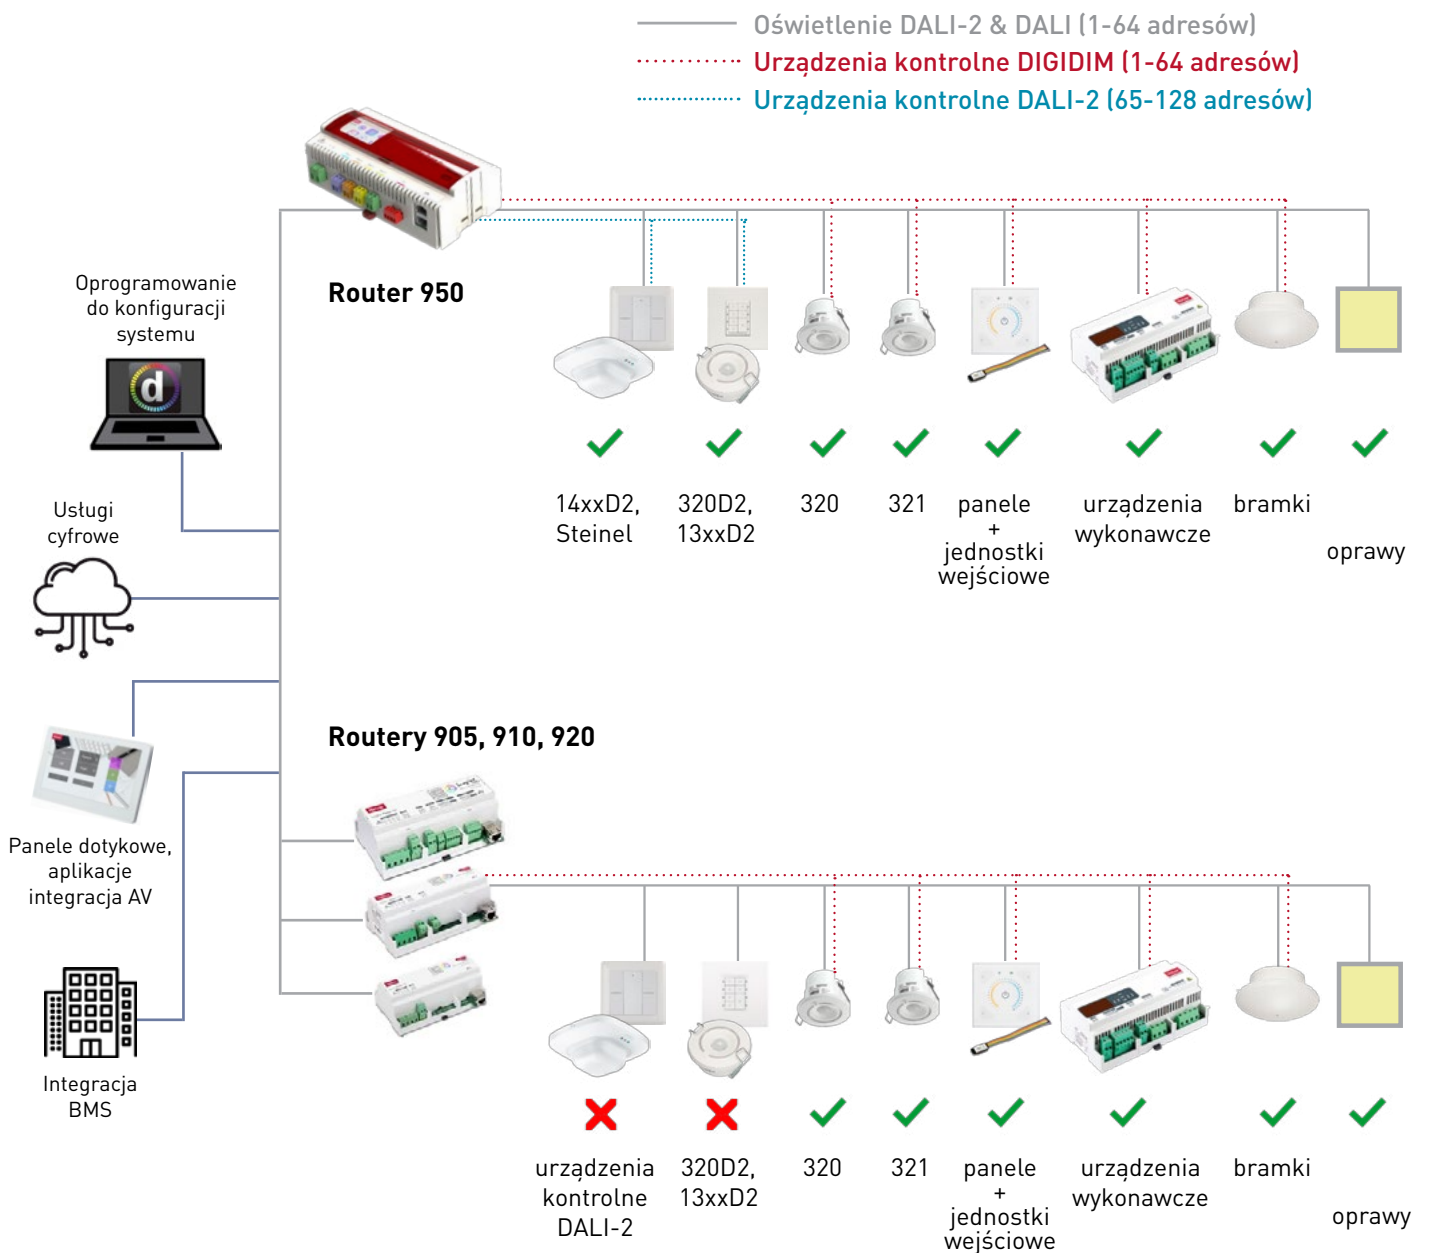 Oświetlenie DALI-2 & DALI (1-64 adresów)
Urządzenia kontrolne DIGIDIM (1-64 adresów)
Urządzenia kontrolne DALI-2 (65-128 adresów)
Router 950
Oprogramowanie
do konfiguracji
systemu
d
14xxD2,
Steinel
320D2,
13xxD2
320
321
panele
+
jednostki
wejściowe
urządzenia
wykonawcze
bramki
oprawy
Usługi
cyfrowe
Routery 905, 910, 920
Panele dotykowe,
aplikacje
integracja AV
Integracja
BMS
urządzenia
kontrolne
DALI-2
320D2,
13xxD2
320
321
panele
+
jednostki
wejściowe
urządzenia
wykonawcze
bramki
oprawy